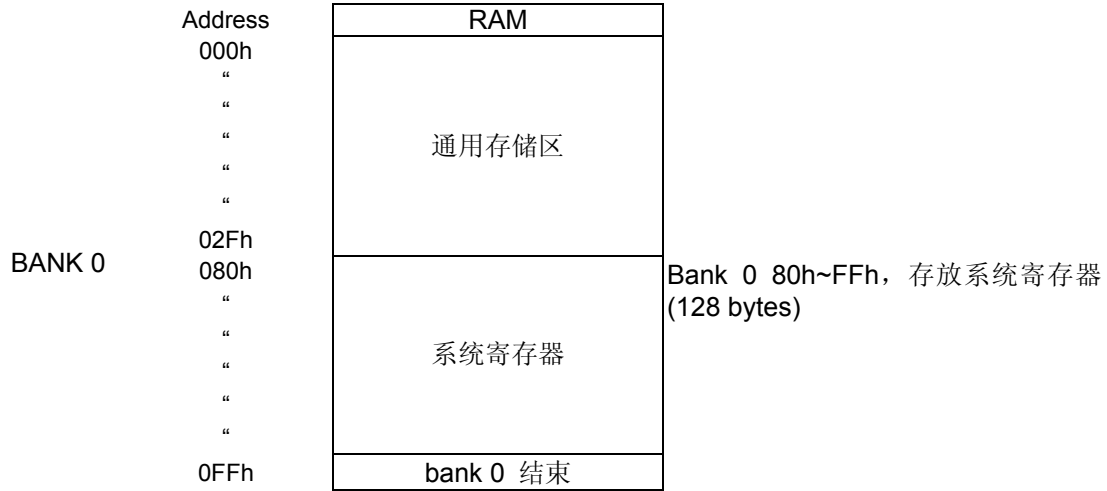 Address RAM
000h
“
“
“ 通用存储区
“
“
02Fh
BANK 0 080h Bank 0 80h~FFh，存放系统寄存器
“ (128 bytes)
“
“ 系统寄存器
“
“
0FFh bank 0 结束